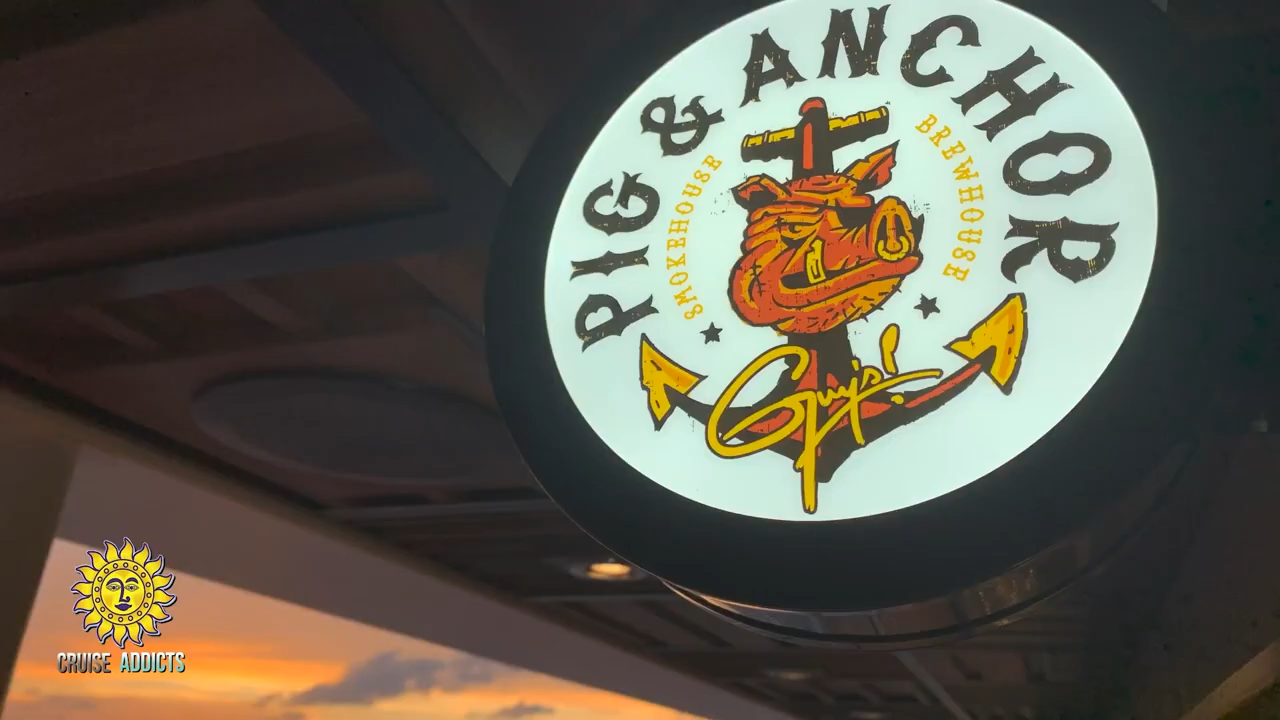 PIG & ANCHOR
SMOKEHOUSE
BREWHOUSE
Guy's!
CRUISE ADDICTS